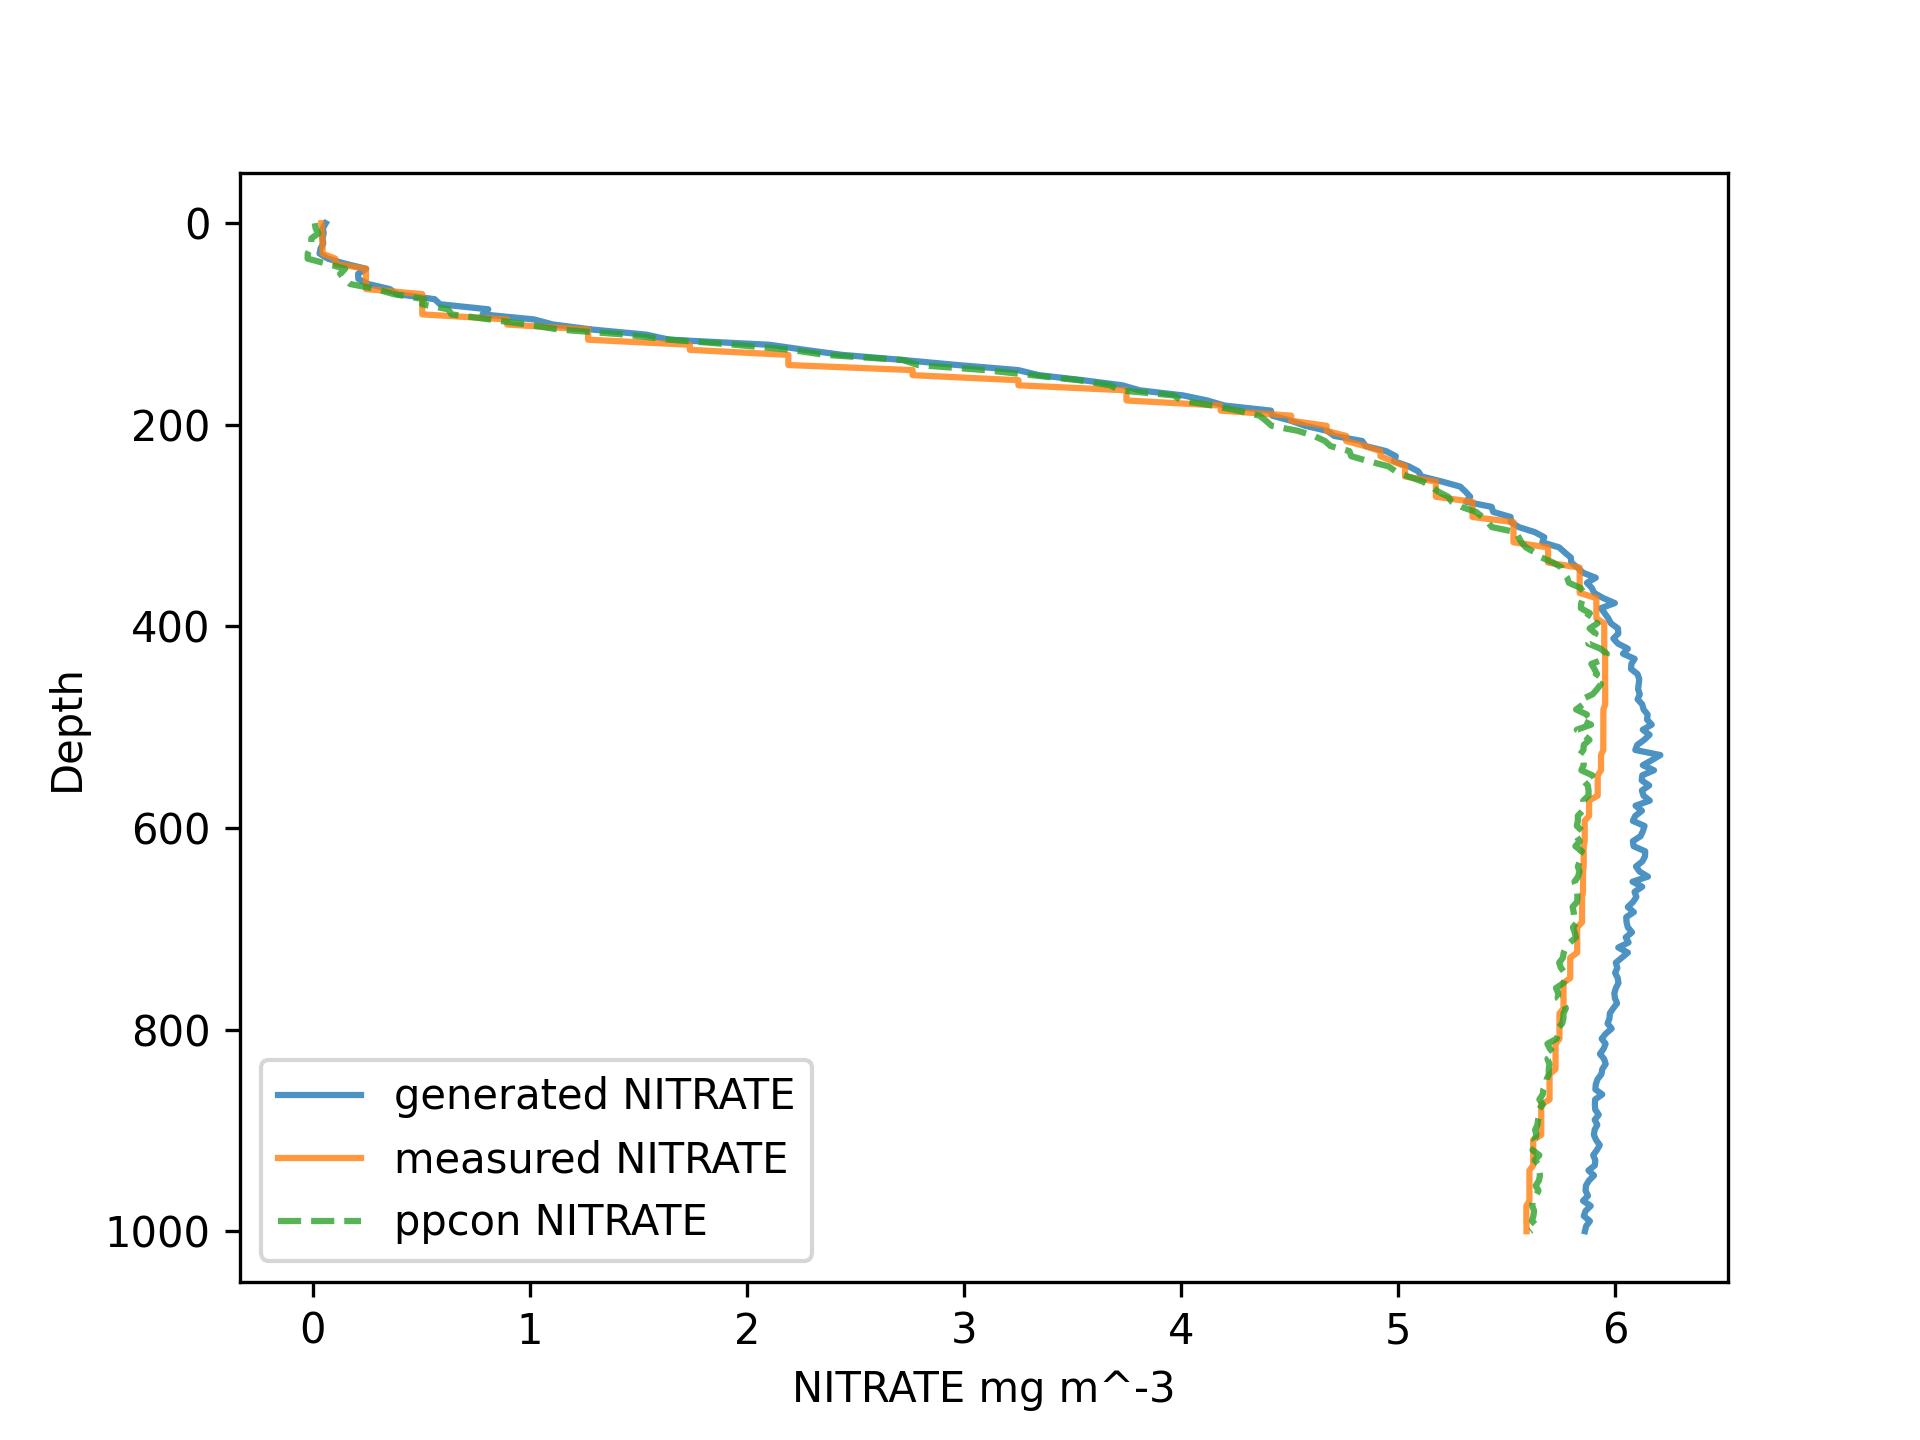 0
200
400
600
800
1000
Depth
generated NITRATE
measured NITRATE
ppcon NITRATE
0 1 2 3 4 5 6
NITRATE mg m^-3